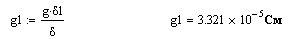 g1 := g·δ1 / δ g1 = 3.321 × 10⁻⁵ См